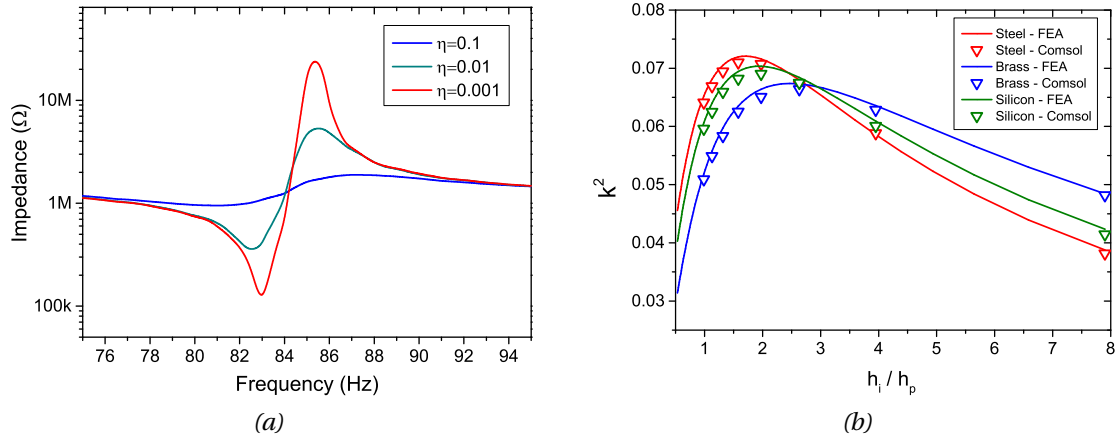 η=0.1
η=0.01
η=0.001
10M
1M
100k
Impedance (Ω)
76 78 80 82 84 86 88 90 92 94
Frequency (Hz)
(a)
Steel - FEA
Steel - Comsol
Brass - FEA
Brass - Comsol
Silicon - FEA
Silicon - Comsol
0.08
0.07
0.06
0.05
0.04
0.03
k²
1 2 3 4 5 6 7 8
hᵢ / hₚ
(b)